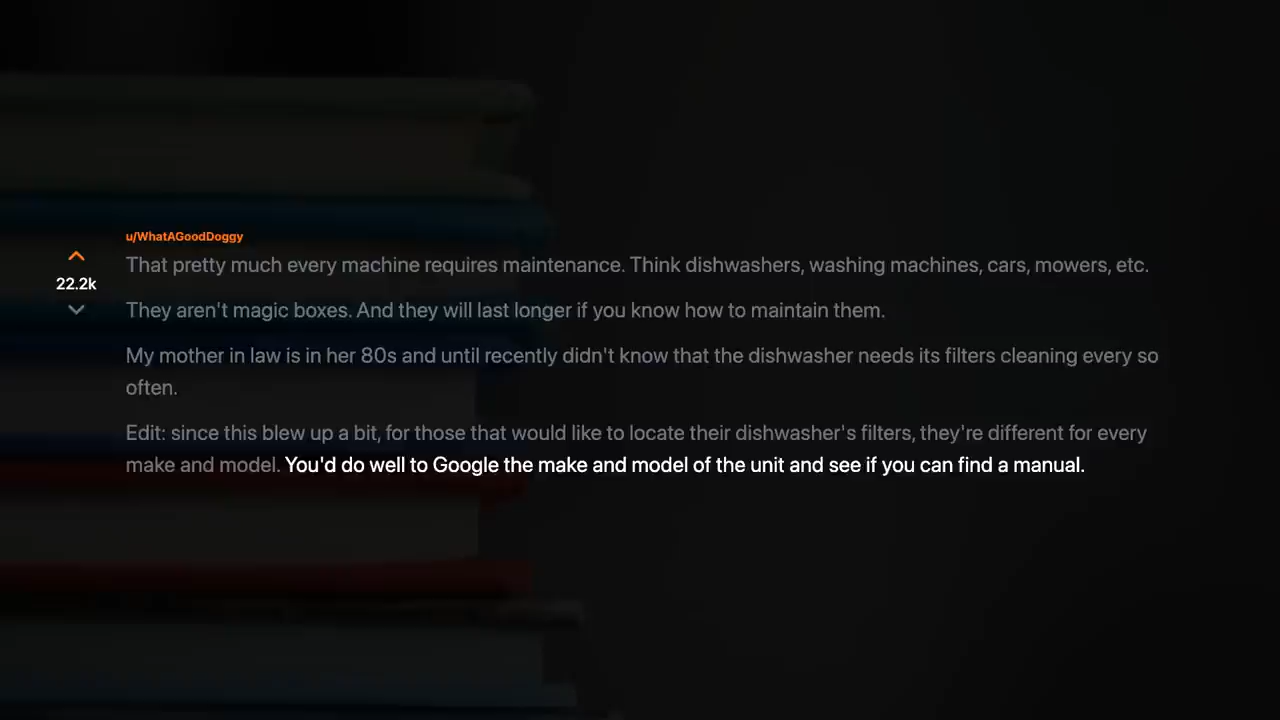 u/WhatAGoodDoggy
That pretty much every machine requires maintenance. Think dishwashers, washing machines, cars, mowers, etc.
22.2k
They aren't magic boxes. And they will last longer if you know how to maintain them.
My mother in law is in her 80s and until recently didn't know that the dishwasher needs its filters cleaning every so
often.
Edit: since this blew up a bit, for those that would like to locate their dishwasher's filters, they're different for every
make and model. You'd do well to Google the make and model of the unit and see if you can find a manual.